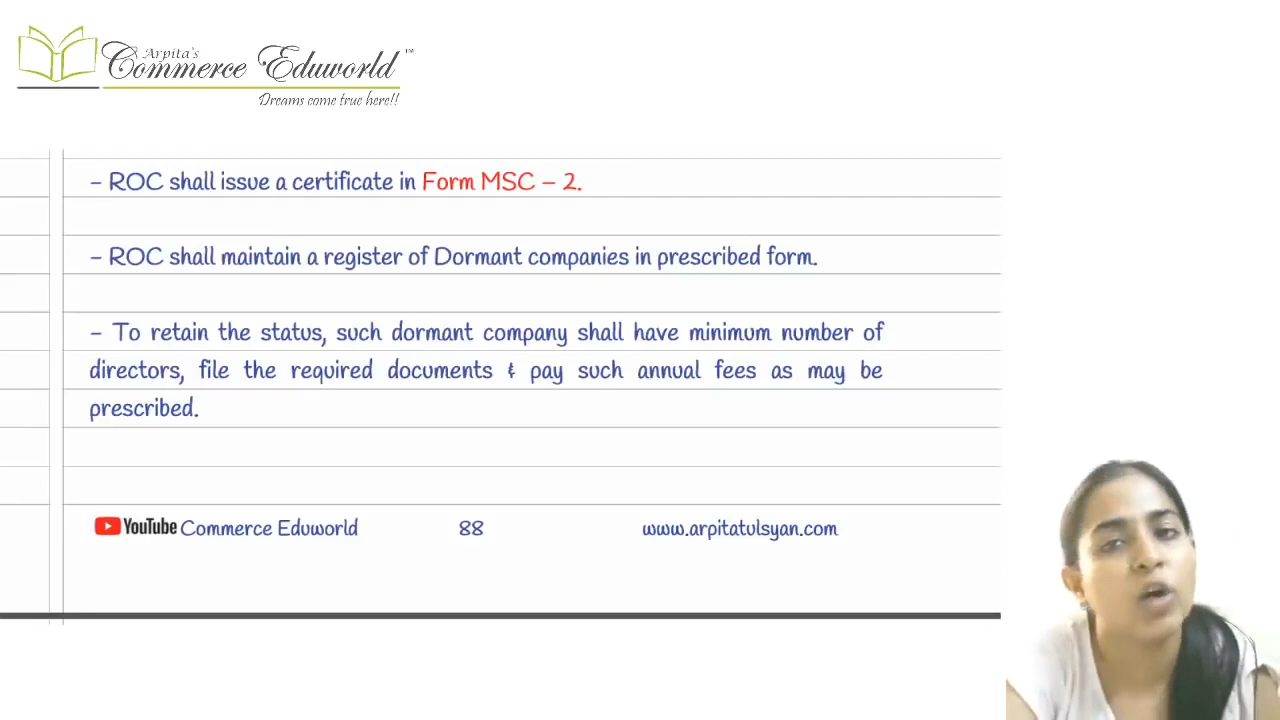 Arpita's
Commerce Eduworld™
Dreams come true here!!
– ROC shall issue a certificate in Form MSC – 2.
– ROC shall maintain a register of Dormant companies in prescribed form.
– To retain the status, such dormant company shall have minimum number of
directors, file the required documents & pay such annual fees as may be
prescribed.
YouTube Commerce Eduworld 88 www.arpitatulsyan.com